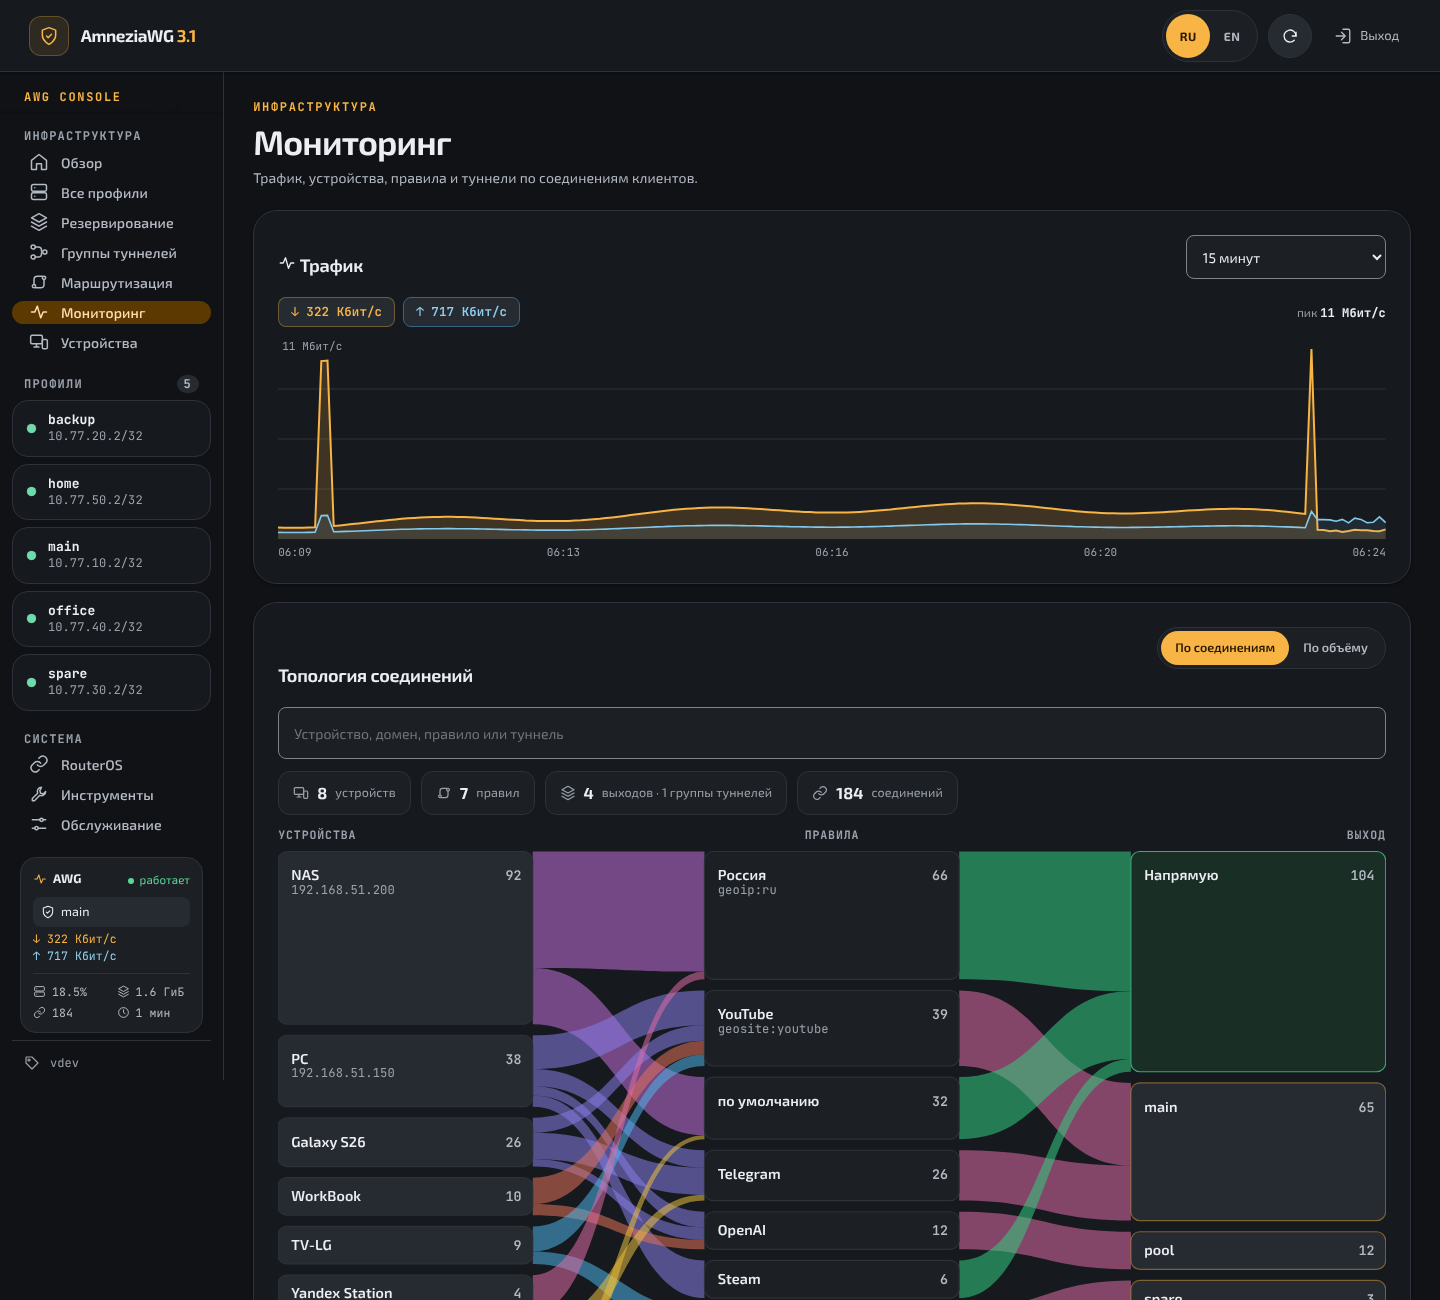 AmneziaWG 3.1
RU
EN
Выход
AWG CONSOLE
ИНФРАСТРУКТУРА
Обзор
Все профили
Резервирование
Группы туннелей
Маршрутизация
Мониторинг
Устройства
ПРОФИЛИ
5
backup
10.77.20.2/32
home
10.77.50.2/32
main
10.77.10.2/32
office
10.77.40.2/32
spare
10.77.30.2/32
СИСТЕМА
RouterOS
Инструменты
Обслуживание
AWG
работает
main
↓ 322 Кбит/с
↑ 717 Кбит/с
18.5%
1.6 ГиБ
184
1 мин
vdev
ИНФРАСТРУКТУРА
Мониторинг
Трафик, устройства, правила и туннели по соединениям клиентов.
Трафик
15 минут
↓ 322 Кбит/с
↑ 717 Кбит/с
пик 11 Мбит/с
11 Мбит/с
06:09
06:13
06:16
06:20
06:24
По соединениям
По объёму
Топология соединений
Устройство, домен, правило или туннель
8 устройств
7 правил
4 выходов · 1 группы туннелей
184 соединений
УСТРОЙСТВА
ПРАВИЛА
ВЫХОД
NAS 92
192.168.51.200
PC 38
192.168.51.150
Galaxy S26 26
WorkBook 10
TV-LG 9
Yandex Station 4
Россия 66
geoip:ru
YouTube 39
geosite:youtube
по умолчанию 32
Telegram 26
OpenAI 12
Steam 6
Напрямую 104
main 65
pool 12
spare 3